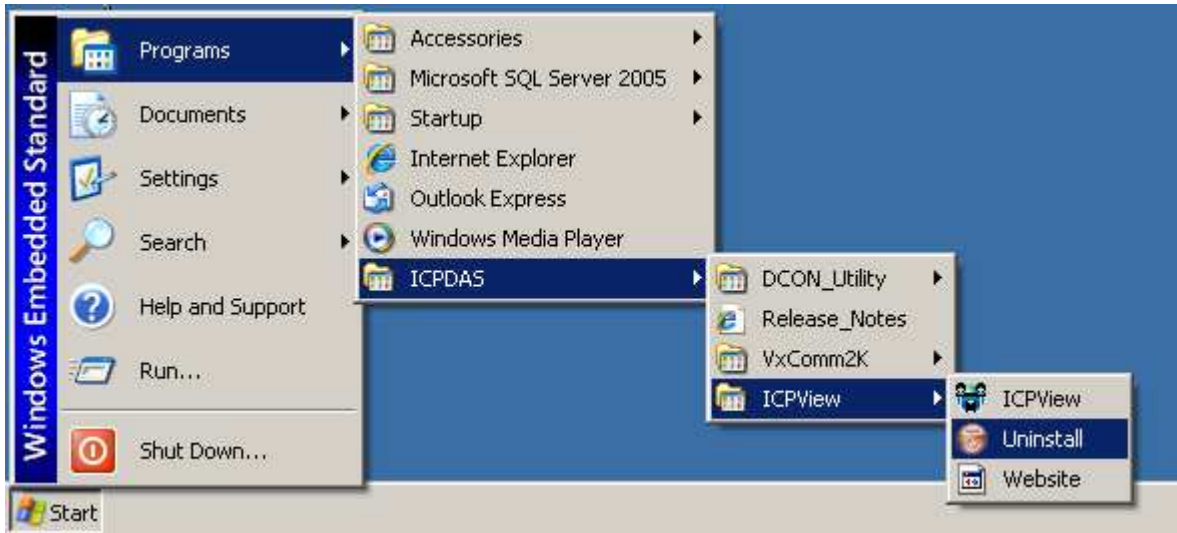 Windows Embedded Standard
Programs
Documents
Settings
Search
Help and Support
Run...
Shut Down...
Start
Accessories
Microsoft SQL Server 2005
Startup
Internet Explorer
Outlook Express
Windows Media Player
ICPDAS
DCON_Utility
Release_Notes
VxComm2K
ICPView
ICPView
Uninstall
Website